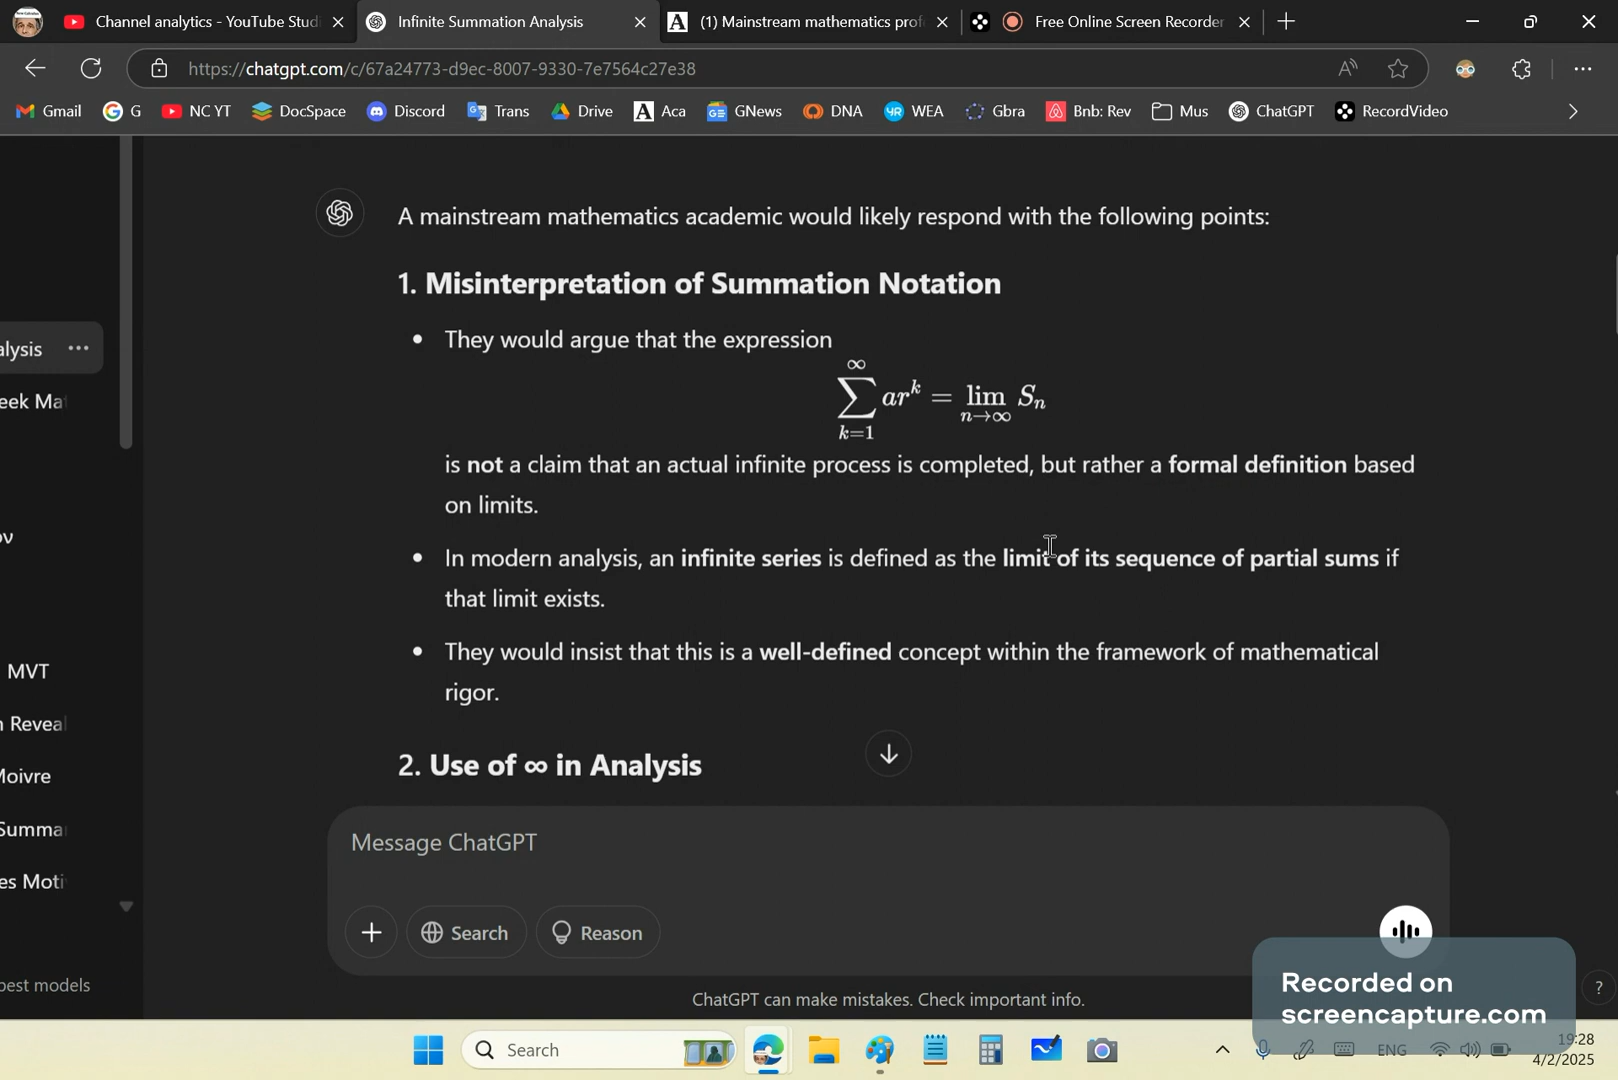 Channel analytics - YouTube Stud
Infinite Summation Analysis
(1) Mainstream mathematics prof
Free Online Screen Recorder
https://chatgpt.com/c/67a24773-d9ec-8007-9330-7e7564c27e38
Gmail
G
NC YT
DocSpace
Discord
Trans
Drive
Aca
GNews
DNA
WEA
Gbra
Bnb: Rev
Mus
ChatGPT
RecordVideo
alysis
eek Mat
ov
MVT
n Reveal
Moivre
Summa
es Moti
best models
A mainstream mathematics academic would likely respond with the following points:
1. Misinterpretation of Summation Notation
• They would argue that the expression
∑_{k=1}^{∞} ar^k = lim_{n→∞} S_n
is not a claim that an actual infinite process is completed, but rather a formal definition based
on limits.
• In modern analysis, an infinite series is defined as the limit of its sequence of partial sums if
that limit exists.
• They would insist that this is a well-defined concept within the framework of mathematical
rigor.
2. Use of ∞ in Analysis
Message ChatGPT
Search
Reason
ChatGPT can make mistakes. Check important info.
?
Recorded on
screencapture.com
Search
ENG
19:28
4/2/2025